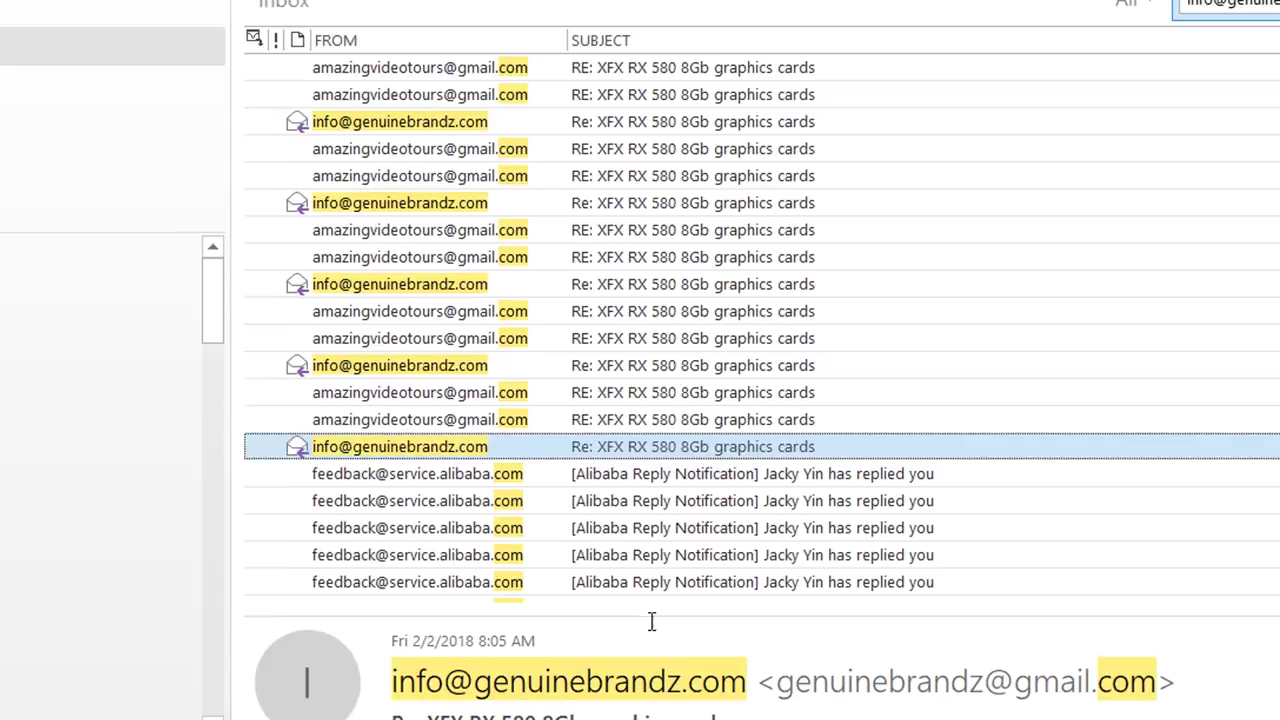 Inbox
All
info@genuine
FROM SUBJECT
amazingvideotours@gmail.com RE: XFX RX 580 8Gb graphics cards
amazingvideotours@gmail.com RE: XFX RX 580 8Gb graphics cards
info@genuinebrandz.com Re: XFX RX 580 8Gb graphics cards
amazingvideotours@gmail.com RE: XFX RX 580 8Gb graphics cards
amazingvideotours@gmail.com RE: XFX RX 580 8Gb graphics cards
info@genuinebrandz.com Re: XFX RX 580 8Gb graphics cards
amazingvideotours@gmail.com RE: XFX RX 580 8Gb graphics cards
amazingvideotours@gmail.com RE: XFX RX 580 8Gb graphics cards
info@genuinebrandz.com Re: XFX RX 580 8Gb graphics cards
amazingvideotours@gmail.com RE: XFX RX 580 8Gb graphics cards
amazingvideotours@gmail.com RE: XFX RX 580 8Gb graphics cards
info@genuinebrandz.com Re: XFX RX 580 8Gb graphics cards
amazingvideotours@gmail.com RE: XFX RX 580 8Gb graphics cards
amazingvideotours@gmail.com RE: XFX RX 580 8Gb graphics cards
info@genuinebrandz.com Re: XFX RX 580 8Gb graphics cards
feedback@service.alibaba.com [Alibaba Reply Notification] Jacky Yin has replied you
feedback@service.alibaba.com [Alibaba Reply Notification] Jacky Yin has replied you
feedback@service.alibaba.com [Alibaba Reply Notification] Jacky Yin has replied you
feedback@service.alibaba.com [Alibaba Reply Notification] Jacky Yin has replied you
feedback@service.alibaba.com [Alibaba Reply Notification] Jacky Yin has replied you
Fri 2/2/2018 8:05 AM
I
info@genuinebrandz.com <genuinebrandz@gmail.com>
Re: XFX RX 580 8Gb graphics cards